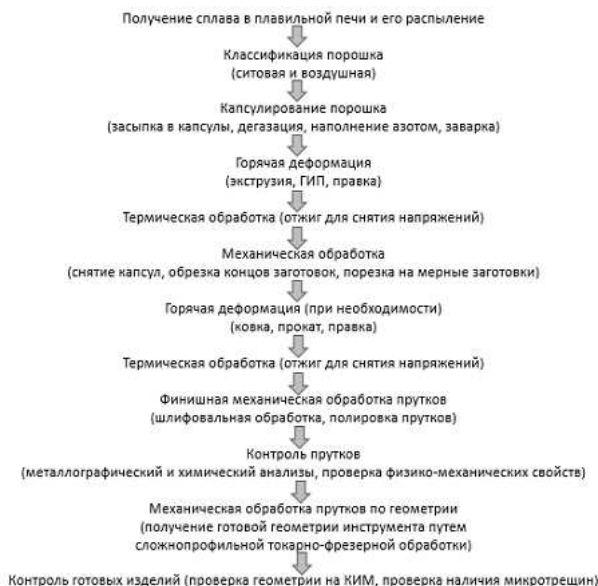 Получение сплава в плавильной печи и его распыление
Классификация порошка
(ситовая и воздушная)
Капсулирование порошка
(засыпка в капсулы, дегазация, наполнение азотом, заварка)
Горячая деформация
(экструзия, ГИП, правка)
Термическая обработка (отжиг для снятия напряжений)
Механическая обработка
(снятие капсул, обрезка концов заготовок, порезка на мерные заготовки)
Горячая деформация (при необходимости)
(ковка, прокат, правка)
Термическая обработка (отжиг для снятия напряжений)
Финишная механическая обработка прутков
(шлифовальная обработка, полировка прутков)
Контроль прутков
(металлографический и химический анализы, проверка физико-механических свойств)
Механическая обработка прутков по геометрии
(получение готовой геометрии инструмента путем
сложнопрофильной токарно-фрезерной обработки)
Контроль готовых изделий (проверка геометрии на КИМ, проверка наличия микротрещин)